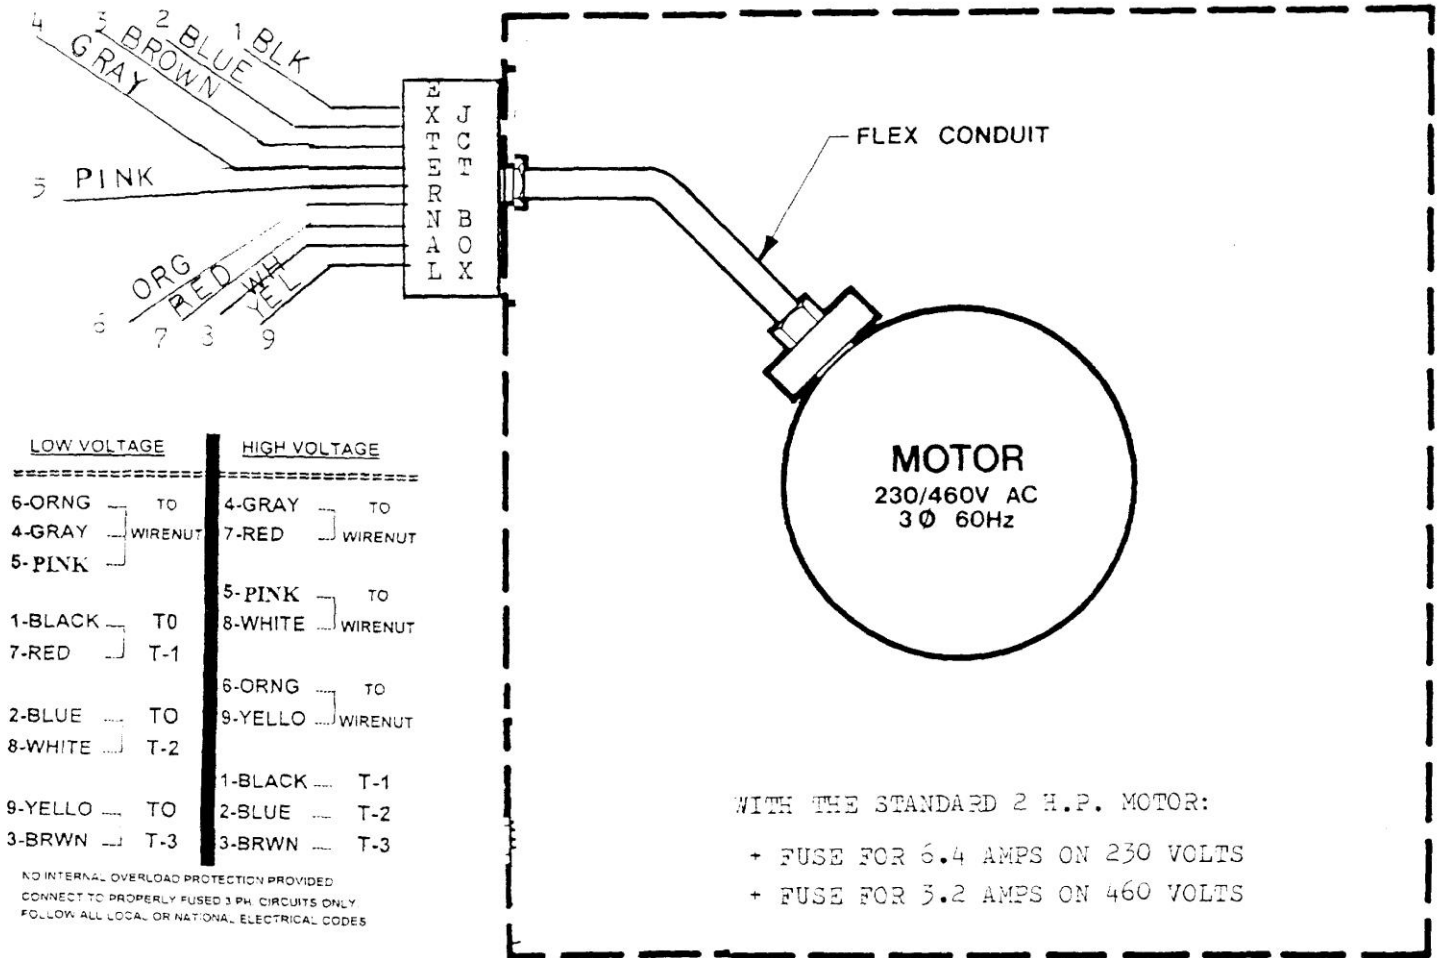 1 BLK
2 BLUE
3 BROWN
4 GRAY
5 PINK
6 ORG
7 RED
8 WH
9 YEL
EXTERNAL
JCT BOX
FLEX CONDUIT
MOTOR
230/460V AC
3 Ø 60Hz
LOW VOLTAGE
6-ORNG TO
4-GRAY WIRENUT
5-PINK
1-BLACK TO
7-RED T-1
2-BLUE TO
8-WHITE T-2
9-YELLO TO
3-BRWN T-3
HIGH VOLTAGE
4-GRAY TO
7-RED WIRENUT
5-PINK TO
8-WHITE WIRENUT
6-ORNG TO
9-YELLO WIRENUT
1-BLACK T-1
2-BLUE T-2
3-BRWN T-3
NO INTERNAL OVERLOAD PROTECTION PROVIDED
CONNECT TO PROPERLY FUSED 3 PH. CIRCUITS ONLY
FOLLOW ALL LOCAL OR NATIONAL ELECTRICAL CODES
WITH THE STANDARD 2 H.P. MOTOR:
+ FUSE FOR 6.4 AMPS ON 230 VOLTS
+ FUSE FOR 3.2 AMPS ON 460 VOLTS